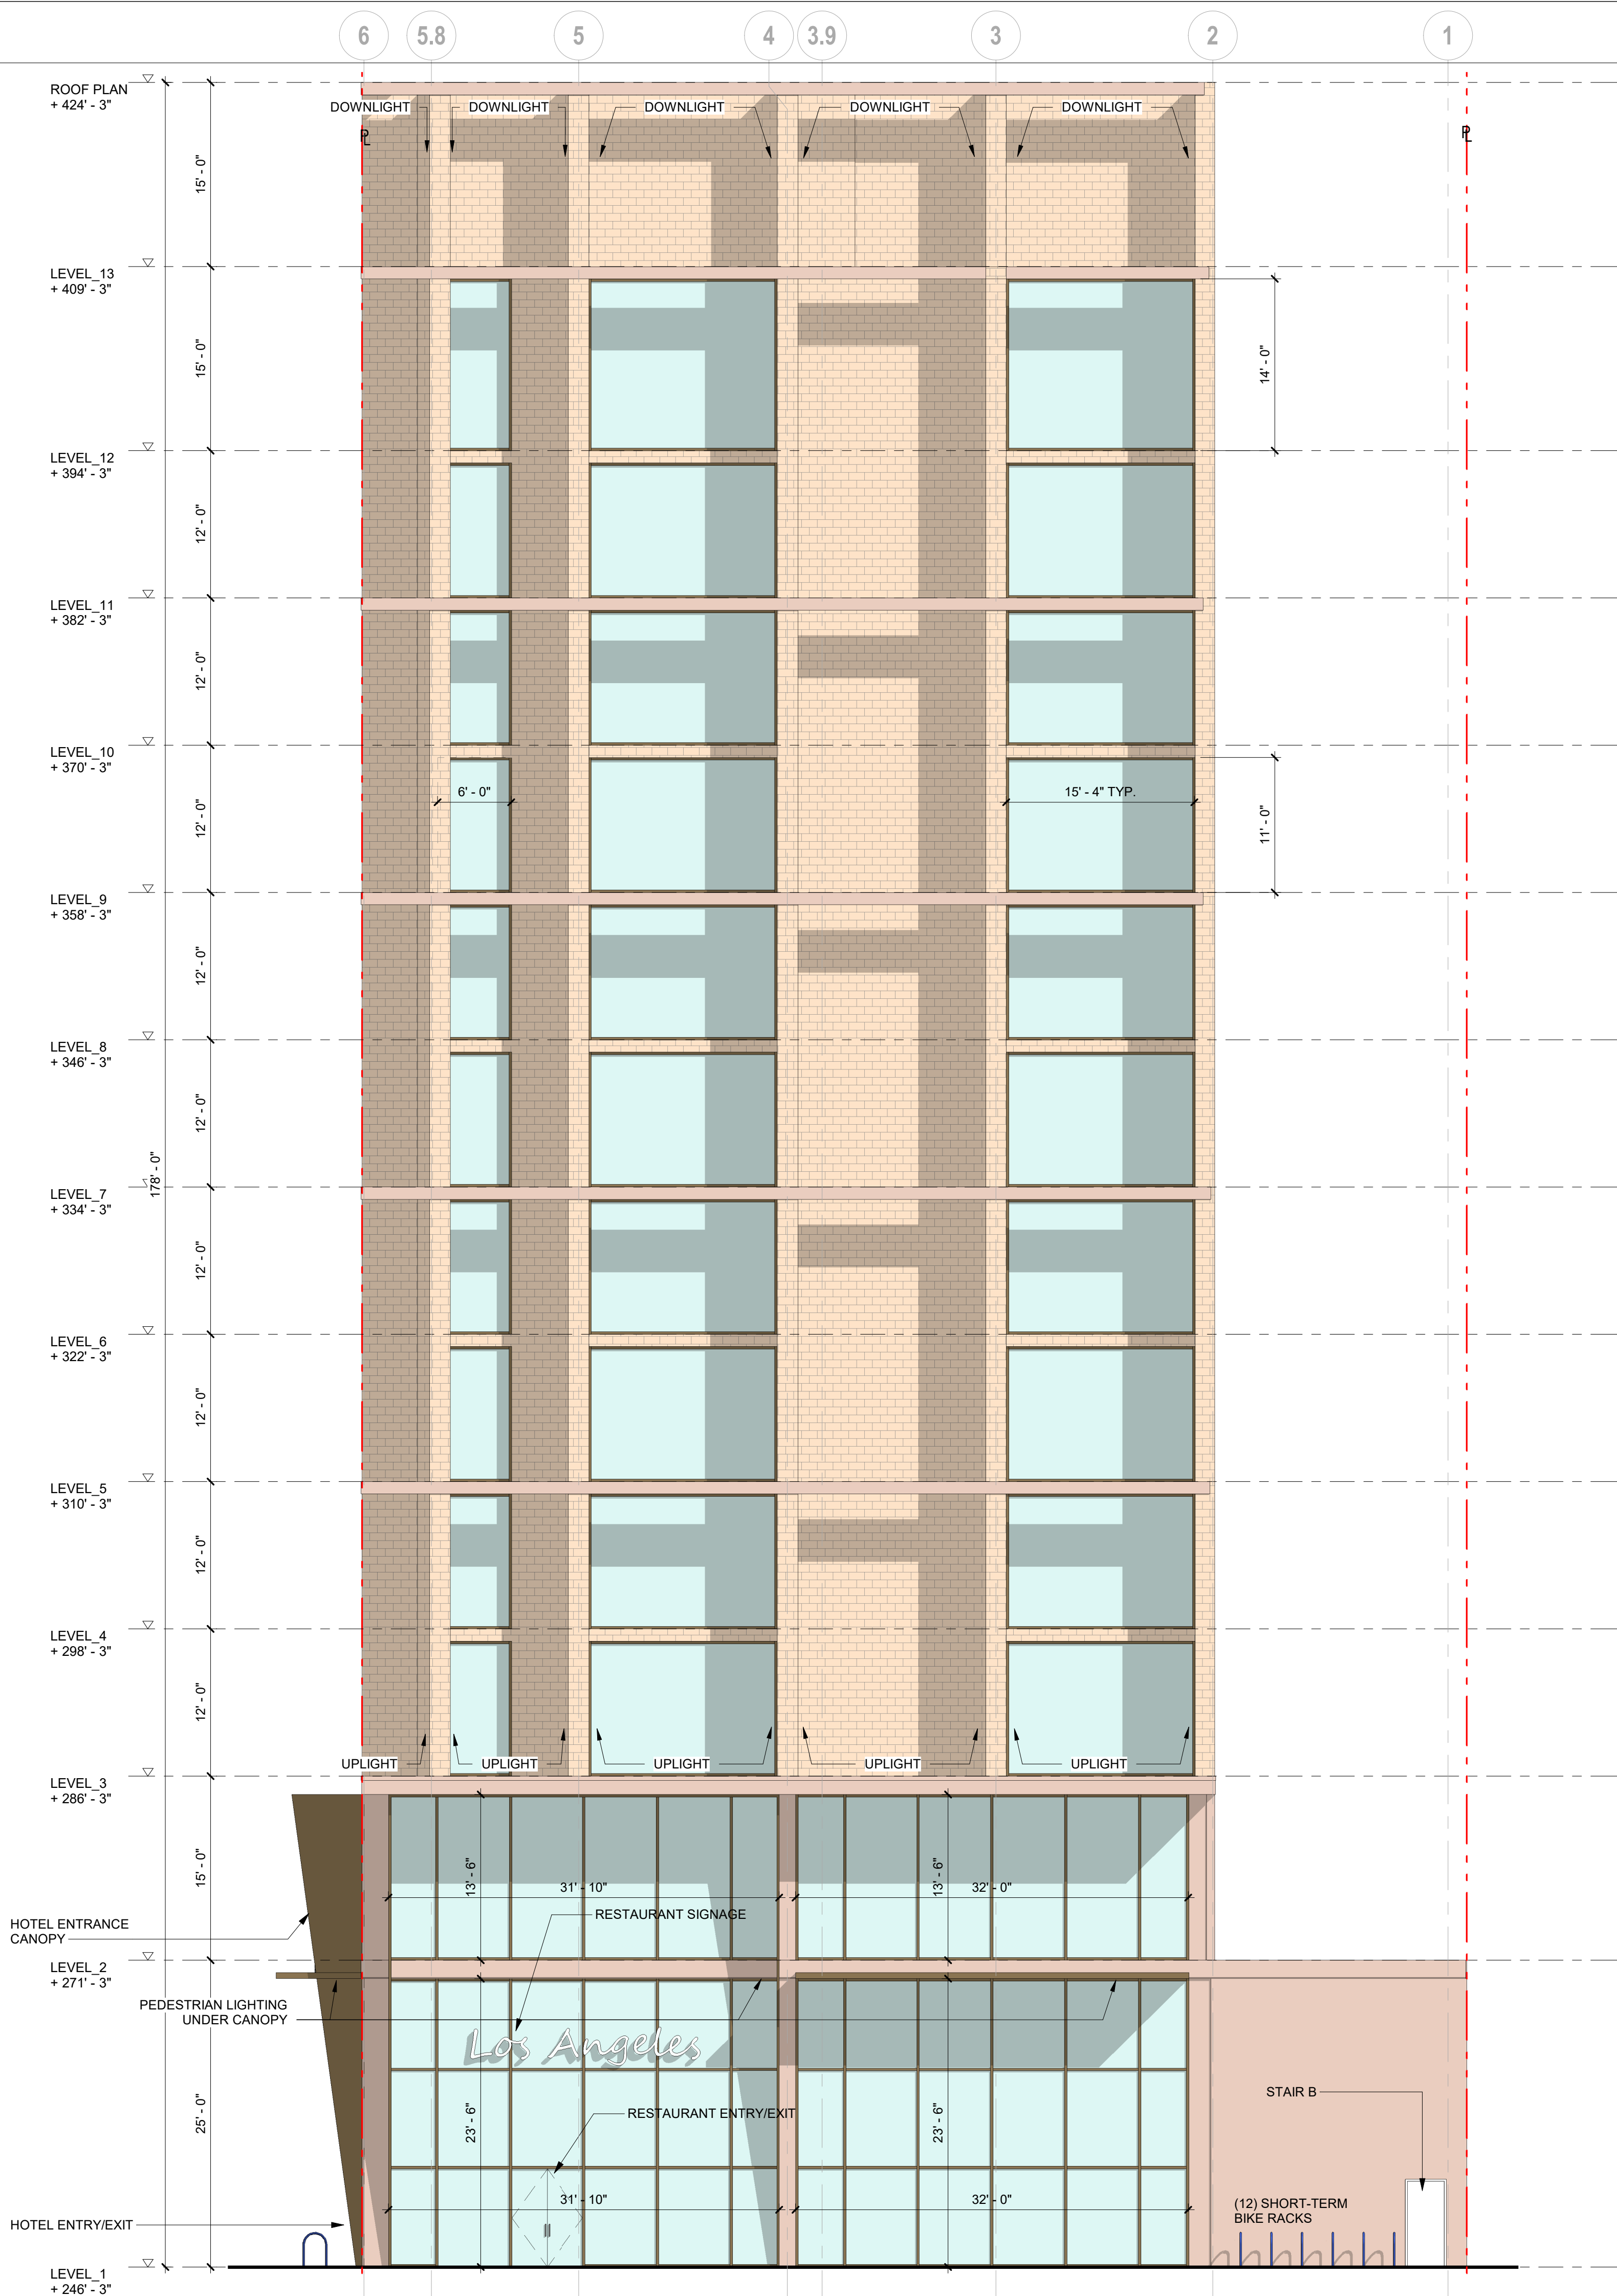 6 5.8 5 4 3.9 3 2 1
ROOF PLAN
+ 424' - 3"
DOWNLIGHT DOWNLIGHT DOWNLIGHT DOWNLIGHT DOWNLIGHT
PL PL
15' - 0"
LEVEL_13
+ 409' - 3"
15' - 0" 14' - 0"
LEVEL_12
+ 394' - 3"
12' - 0"
LEVEL_11
+ 382' - 3"
12' - 0"
LEVEL_10
+ 370' - 3"
12' - 0" 6' - 0" 15' - 4" TYP. 11' - 0"
LEVEL_9
+ 358' - 3"
12' - 0"
LEVEL_8
+ 346' - 3"
12' - 0"
178' - 0"
LEVEL_7
+ 334' - 3"
12' - 0"
LEVEL_6
+ 322' - 3"
12' - 0"
LEVEL_5
+ 310' - 3"
12' - 0"
LEVEL_4
+ 298' - 3"
12' - 0"
UPLIGHT UPLIGHT UPLIGHT UPLIGHT UPLIGHT
LEVEL_3
+ 286' - 3"
15' - 0" 13' - 6" 13' - 6"
31' - 10" 32' - 0"
RESTAURANT SIGNAGE
HOTEL ENTRANCE
CANOPY
LEVEL_2
+ 271' - 3"
PEDESTRIAN LIGHTING
UNDER CANOPY
Los Angeles
STAIR B
25' - 0" 23' - 6" 23' - 6"
RESTAURANT ENTRY/EXIT
31' - 10" 32' - 0"
(12) SHORT-TERM
BIKE RACKS
HOTEL ENTRY/EXIT
LEVEL_1
+ 246' - 3"